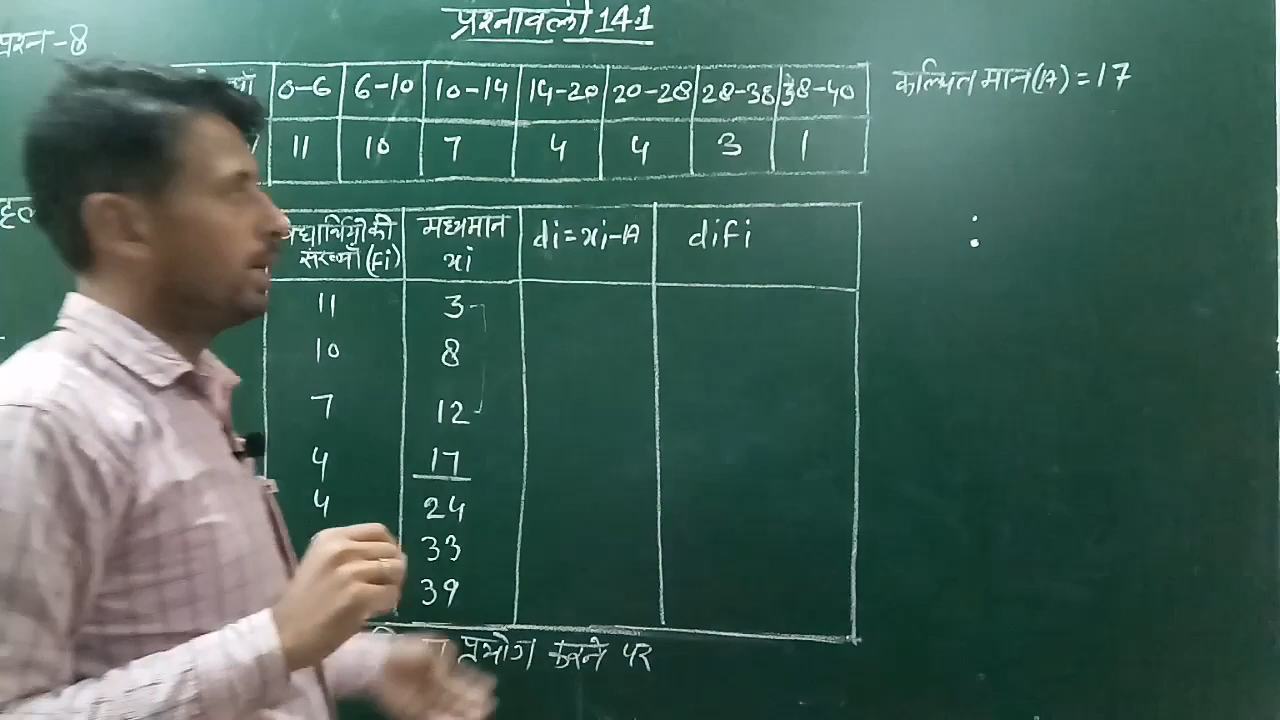 प्रश्नावली 14.1
प्रश्न-8
0-6 6-10 10-14 14-20 20-28 28-38 38-40
11 10 7 4 4 3 1
कल्पित मान (A) = 17
हल
मध्यमान xi di = xi-A difi
संख्याँ (fi)
11 3
10 8
7 12
4 17
4 24
33
39
प्रयोग करने पर